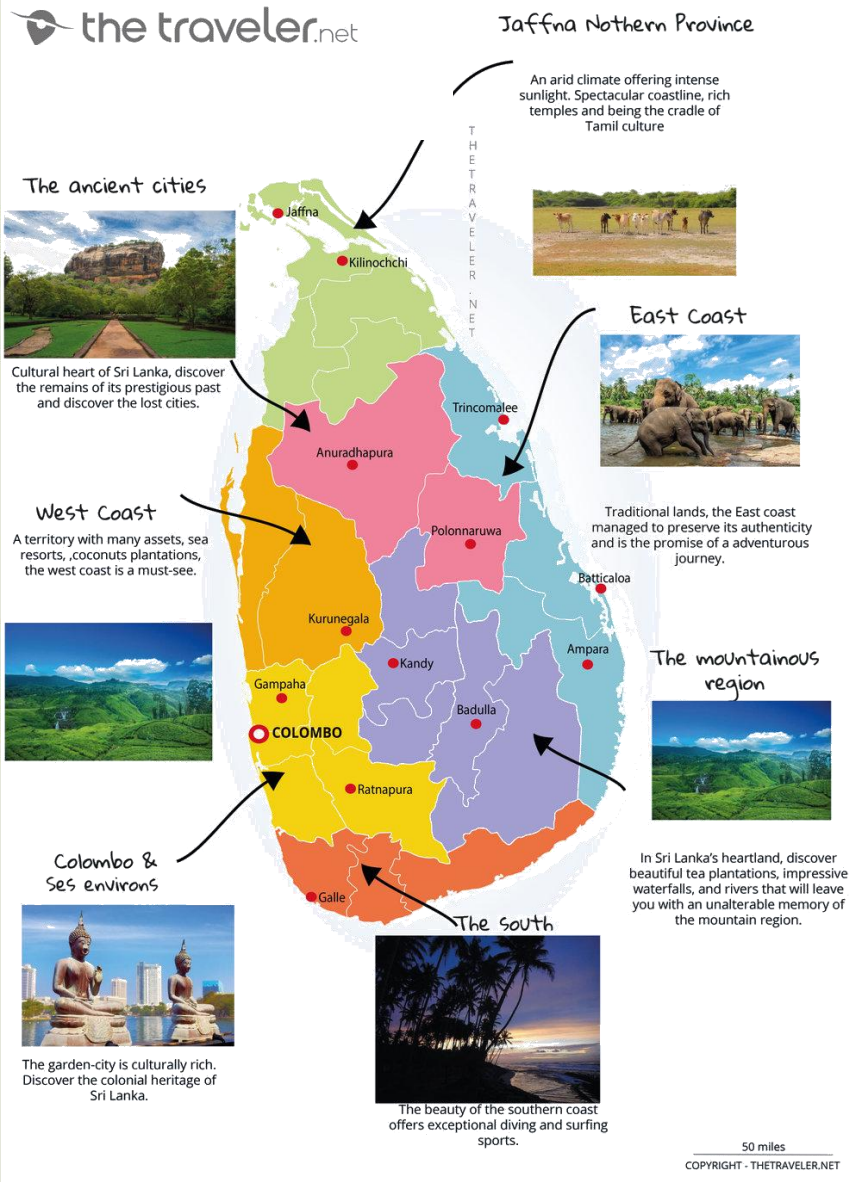 the traveler.net
Jaffna Nothern Province
An arid climate offering intense
sunlight. Spectacular coastline, rich
temples and being the cradle of
Tamil culture
THETRAVELER.NET
The ancient cities
Cultural heart of Sri Lanka, discover
the remains of its prestigious past
and discover the lost cities.
Jaffna
Kilinochchi
East Coast
Traditional lands, the East coast
managed to preserve its authenticity
and is the promise of a adventurous
journey.
Trincomalee
Anuradhapura
Polonnaruwa
West Coast
A territory with many assets, sea
resorts, ,coconuts plantations,
the west coast is a must-see.
Batticaloa
Kurunegala
Kandy
Ampara
Gampaha
Badulla
COLOMBO
Ratnapura
The mountainous
region
In Sri Lanka's heartland, discover
beautiful tea plantations, impressive
waterfalls, and rivers that will leave
you with an unalterable memory of
the mountain region.
Colombo &
Ses environs
The garden-city is culturally rich.
Discover the colonial heritage of
Sri Lanka.
Galle
The south
The beauty of the southern coast
offers exceptional diving and surfing
sports.
50 miles
COPYRIGHT - THETRAVELER.NET